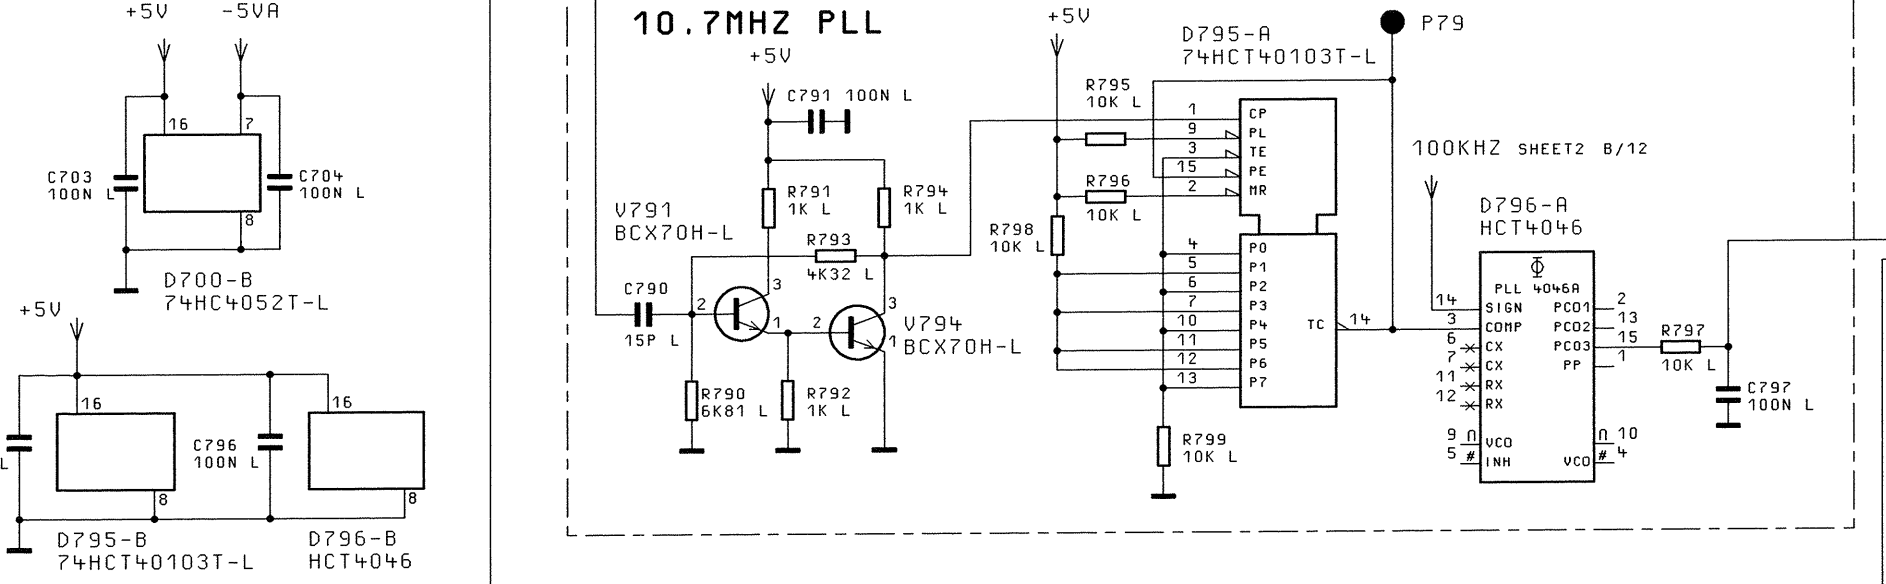 +5V
-5VA
16
7
C703
100N L
C704
100N L
8
D700-B
74HC4052T-L
+5V
16
16
L
C796
100N L
8
8
D795-B
74HCT40103T-L
D796-B
HCT4046
10.7MHZ PLL
+5V
C791 100N L
R791
1K L
R794
1K L
V791
BCX70H-L
R793
4K32 L
C790
15P L
2
3
1
2
3
1
V794
BCX70H-L
R790
6K81 L
R792
1K L
+5V
D795-A
74HCT40103T-L
P79
R795
10K L
R796
10K L
R798
10K L
1 CP
9 PL
3 TE
15 PE
2 MR
4 P0
5 P1
6 P2
7 P3
10 P4
11 P5
12 P6
13 P7
TC 14
R799
10K L
100KHZ SHEET2 B/12
D796-A
HCT4046
Φ
PLL 4046A
14 SIGN PCO1 2
3 COMP PCO2 13
6 CX PCO3 15
7 CX PP 1
11 RX
12 RX
9 VCO 10
5 # INH VCO # 4
R797
10K L
C797
100N L